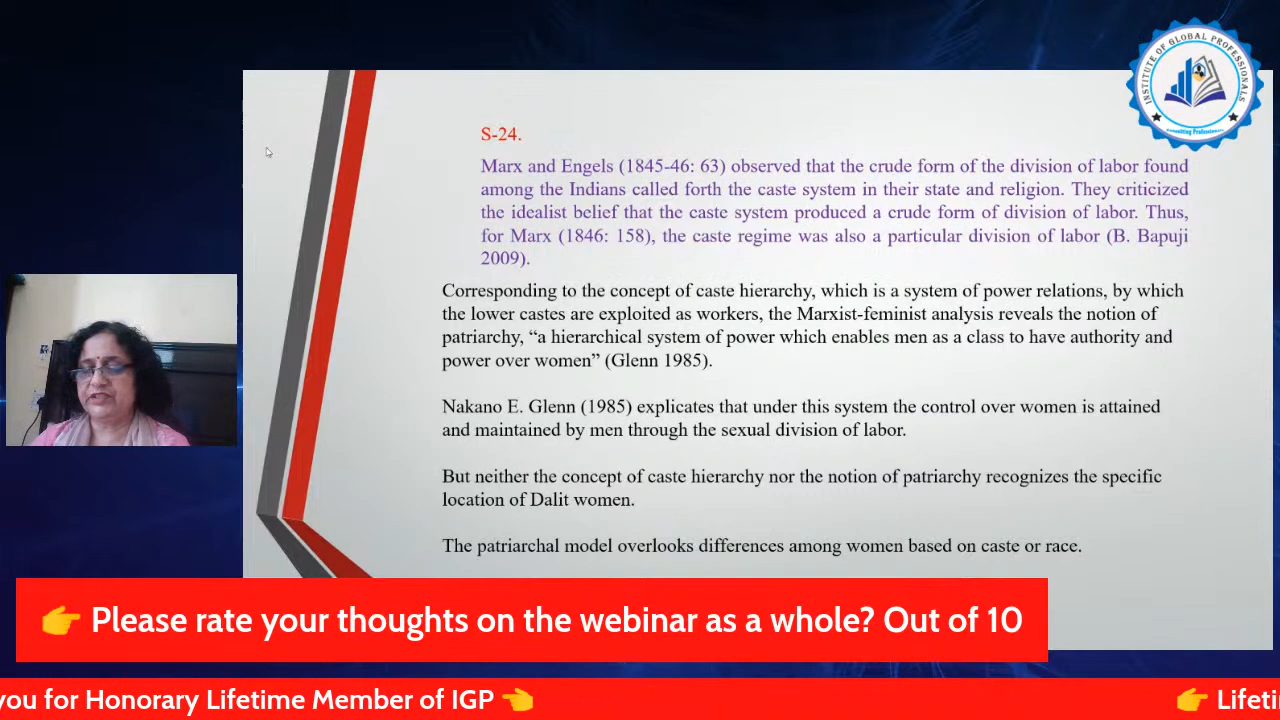 INSTITUTE OF GLOBAL PROFESSIONALS
Consulting Professionals
S-24.
Marx and Engels (1845-46: 63) observed that the crude form of the division of labor found
among the Indians called forth the caste system in their state and religion. They criticized
the idealist belief that the caste system produced a crude form of division of labor. Thus,
for Marx (1846: 158), the caste regime was also a particular division of labor (B. Bapuji
2009).
Corresponding to the concept of caste hierarchy, which is a system of power relations, by which
the lower castes are exploited as workers, the Marxist-feminist analysis reveals the notion of
patriarchy, “a hierarchical system of power which enables men as a class to have authority and
power over women” (Glenn 1985).
Nakano E. Glenn (1985) explicates that under this system the control over women is attained
and maintained by men through the sexual division of labor.
But neither the concept of caste hierarchy nor the notion of patriarchy recognizes the specific
location of Dalit women.
The patriarchal model overlooks differences among women based on caste or race.
👉 Please rate your thoughts on the webinar as a whole? Out of 10
you for Honorary Lifetime Member of IGP 👈
👉 Lifeti